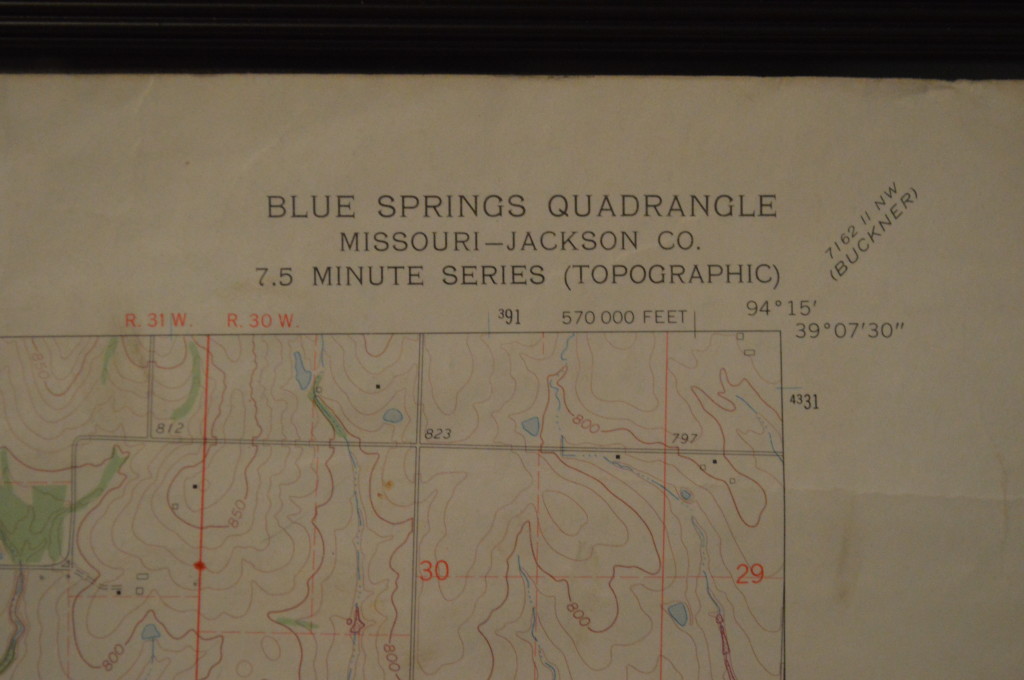 BLUE SPRINGS QUADRANGLE
MISSOURI–JACKSON CO.
7.5 MINUTE SERIES (TOPOGRAPHIC)
7162 II NW
(BUCKNER)
R. 31 W. R. 30 W.
391 570 000 FEET 94°15'
39°07'30"
4331
850
812
823
800
797
850
30
29
800
800
800